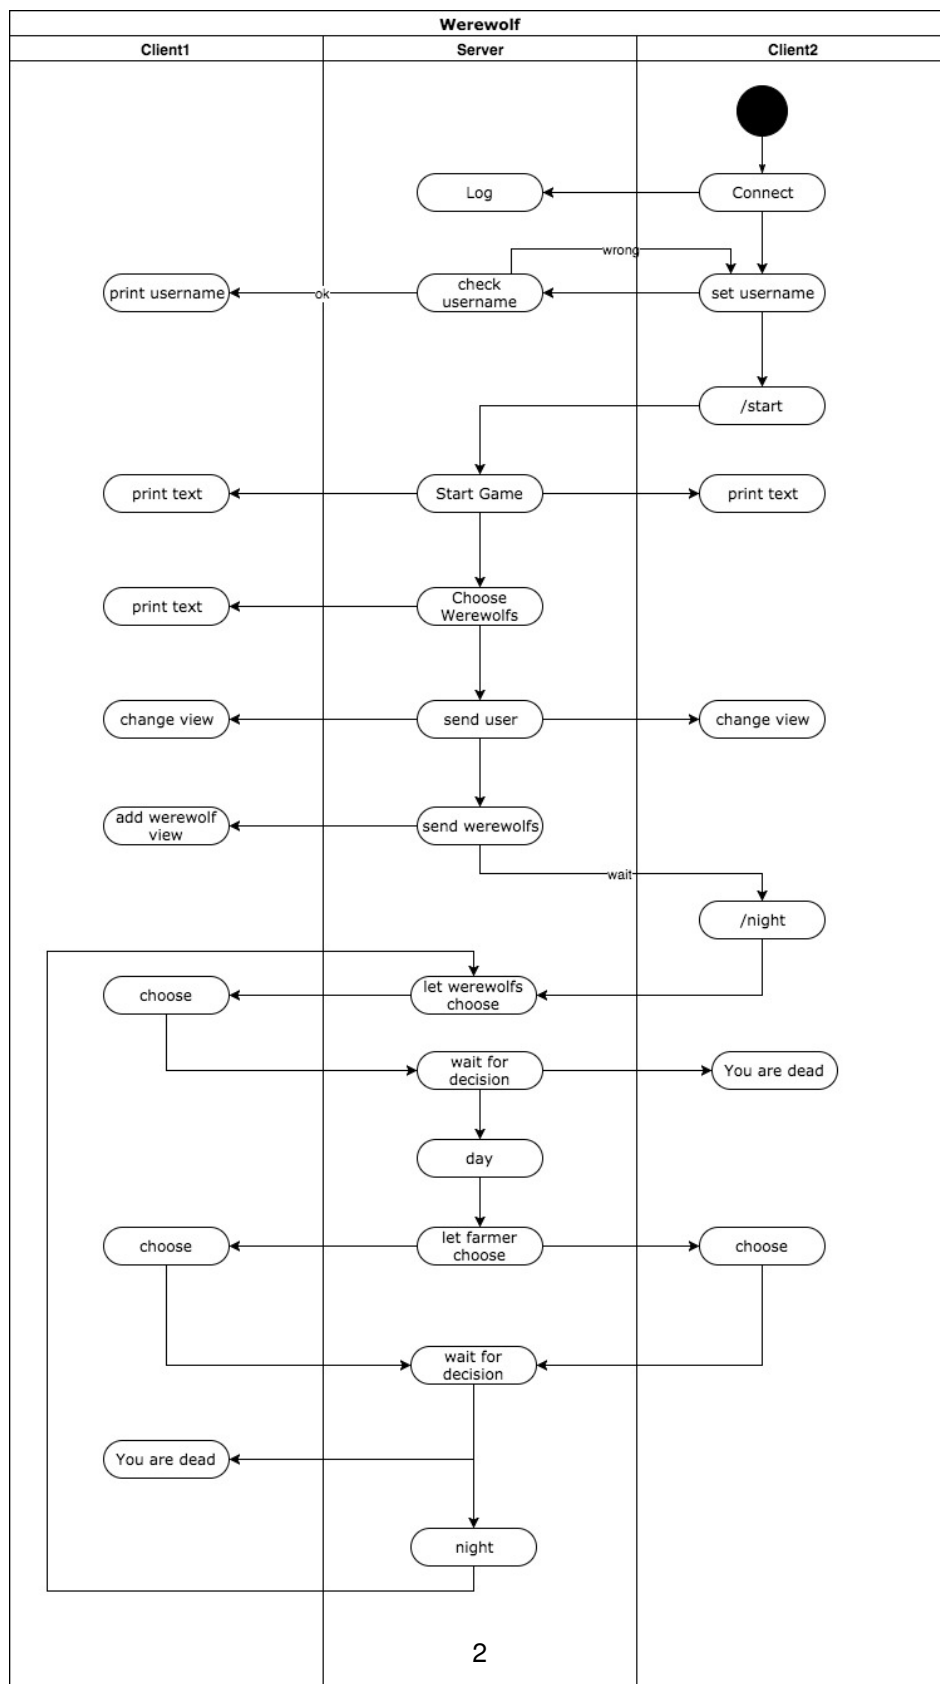 Werewolf
Client1
Server
Client2
Log
Connect
wrong
print username
ok
check
username
set username
/start
print text
Start Game
print text
print text
Choose
Werewolfs
change view
send user
change view
add werewolf
view
send werewolfs
wait
/night
choose
let werewolfs
choose
wait for
decision
You are dead
day
choose
let farmer
choose
choose
wait for
decision
You are dead
night
2